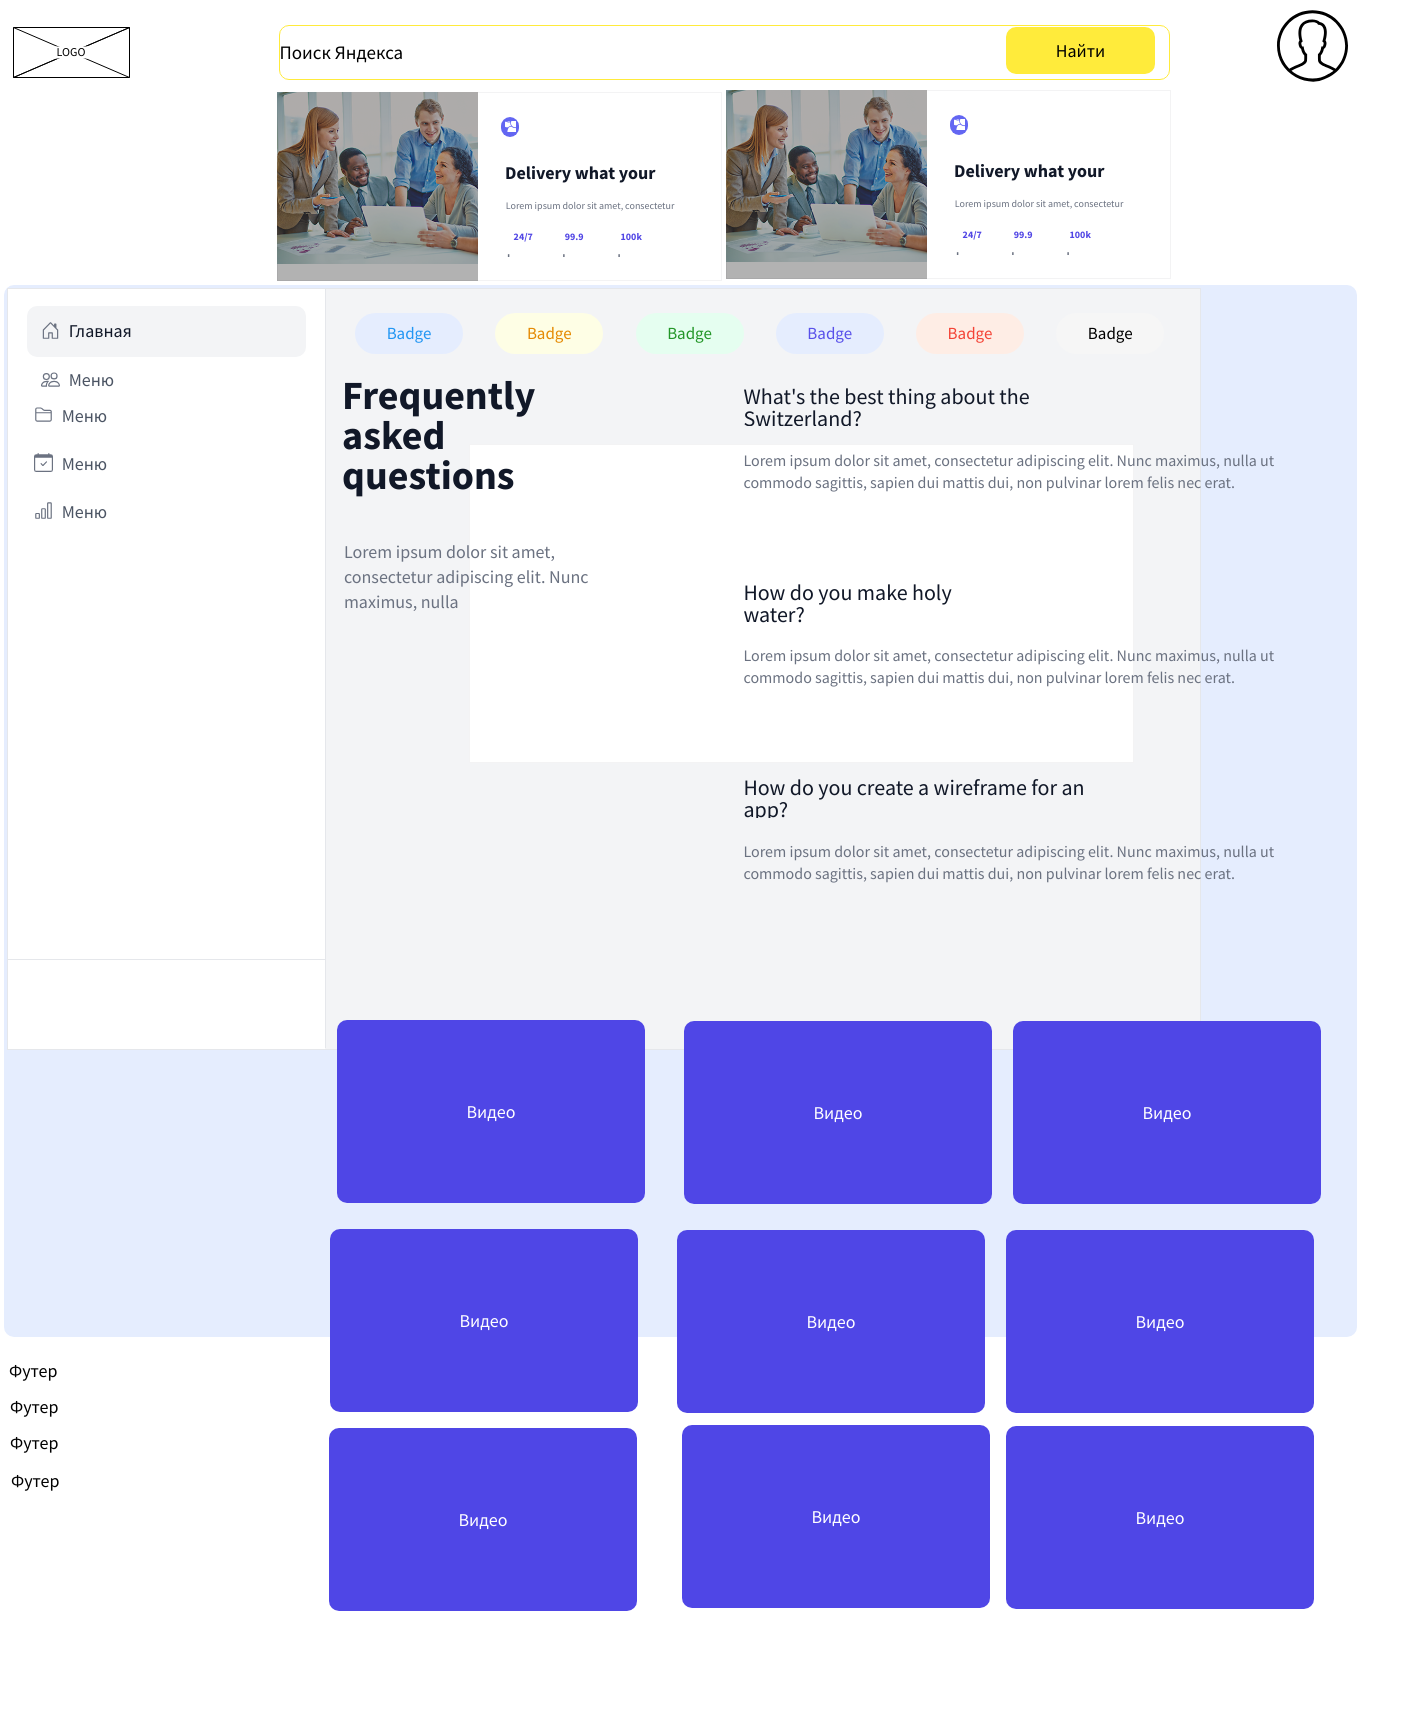 LOGO
Поиск Яндекса
Найти
Delivery what your
Lorem ipsum dolor sit amet, consectetur
24/7 99.9 100k
Delivery what your
Lorem ipsum dolor sit amet, consectetur
24/7 99.9 100k
Главная
Меню
Меню
Меню
Меню
Badge Badge Badge Badge Badge Badge
Frequently
asked
questions
Lorem ipsum dolor sit amet,
consectetur adipiscing elit. Nunc
maximus, nulla
What's the best thing about the
Switzerland?
Lorem ipsum dolor sit amet, consectetur adipiscing elit. Nunc maximus, nulla ut
commodo sagittis, sapien dui mattis dui, non pulvinar lorem felis nec erat.
How do you make holy
water?
Lorem ipsum dolor sit amet, consectetur adipiscing elit. Nunc maximus, nulla ut
commodo sagittis, sapien dui mattis dui, non pulvinar lorem felis nec erat.
How do you create a wireframe for an
app?
Lorem ipsum dolor sit amet, consectetur adipiscing elit. Nunc maximus, nulla ut
commodo sagittis, sapien dui mattis dui, non pulvinar lorem felis nec erat.
Видео Видео Видео
Видео Видео Видео
Видео Видео Видео
Футер
Футер
Футер
Футер